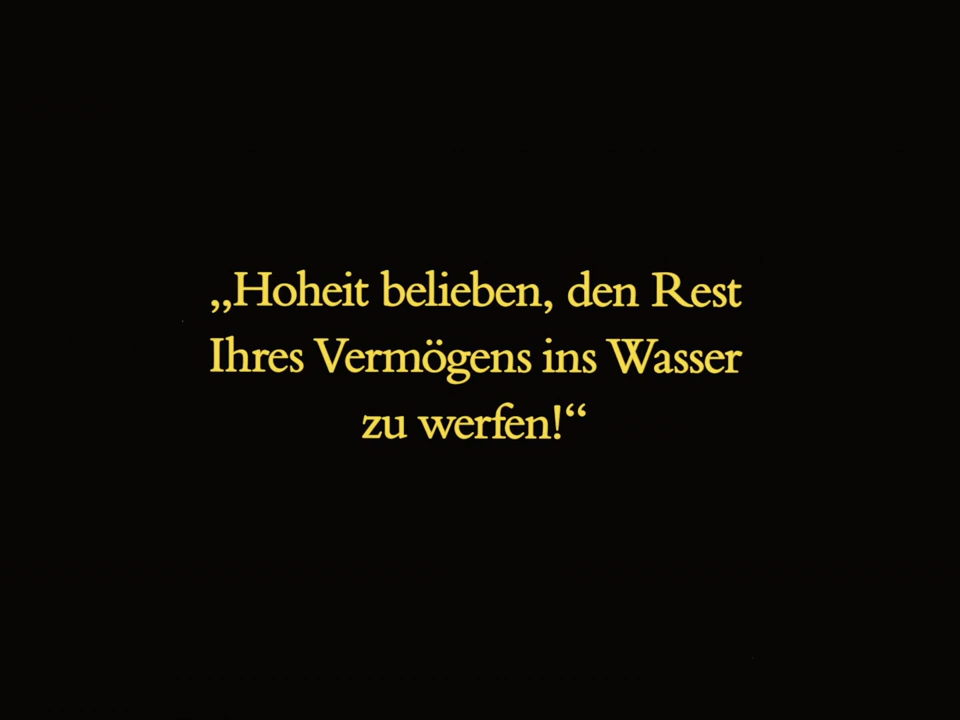 „Hoheit belieben, den Rest
Ihres Vermögens ins Wasser
zu werfen!“